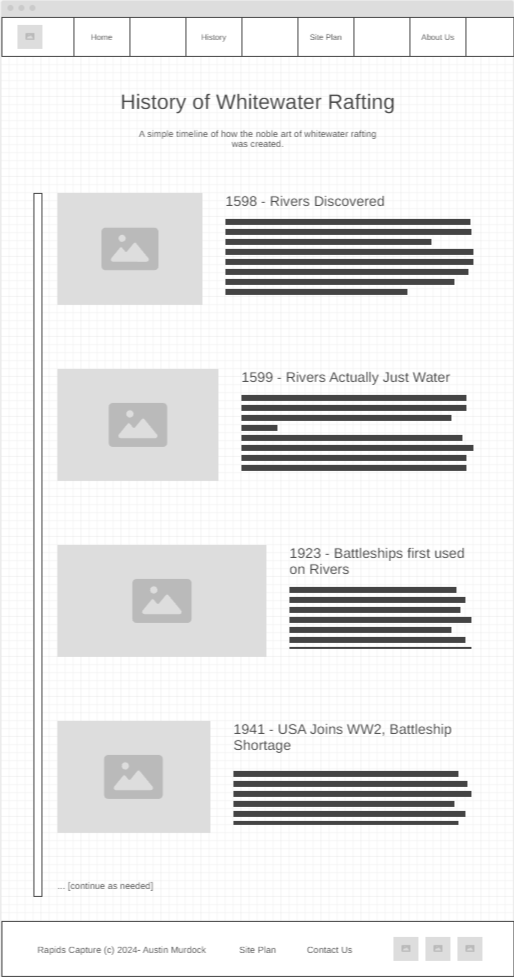 Home
History
Site Plan
About Us
History of Whitewater Rafting
A simple timeline of how the noble art of whitewater rafting
was created.
1598 - Rivers Discovered
1599 - Rivers Actually Just Water
1923 - Battleships first used
on Rivers
1941 - USA Joins WW2, Battleship
Shortage
... [continue as needed]
Rapids Capture (c) 2024- Austin Murdock
Site Plan
Contact Us